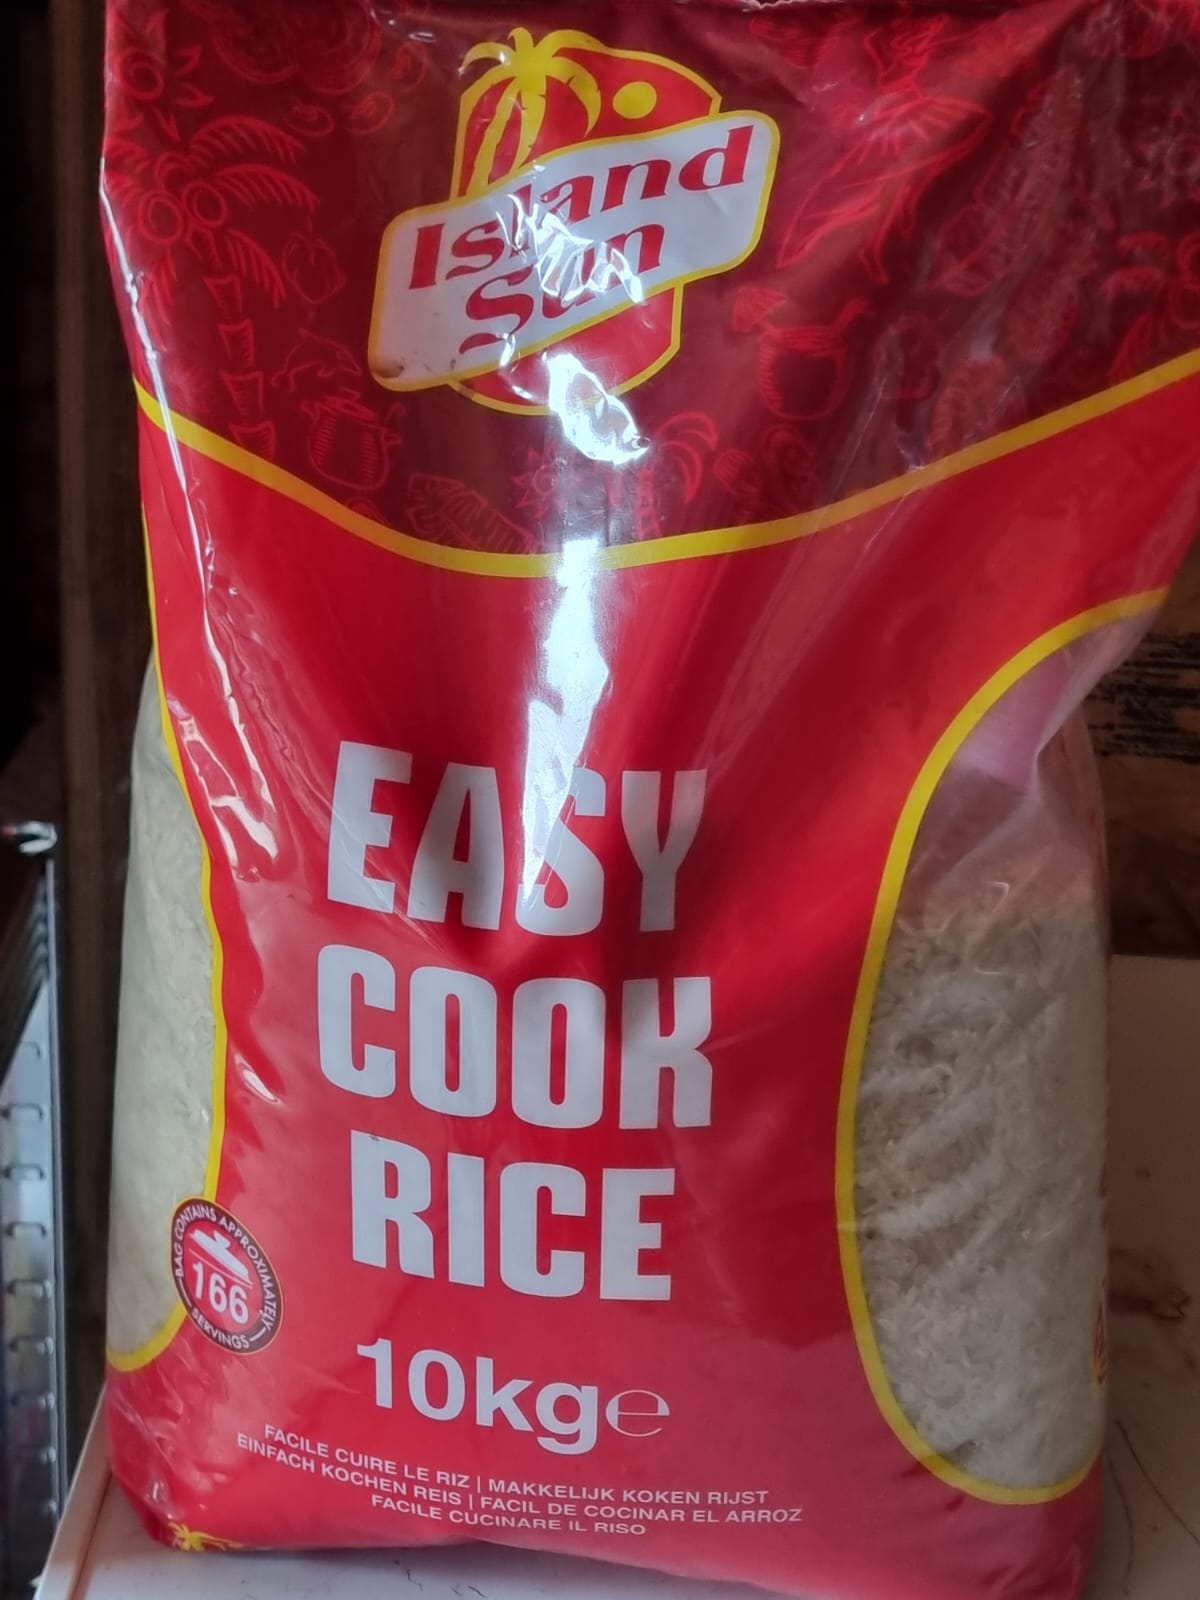 Island
Sun
EASY
COOK
RICE
BAG CONTAINS APPROXIMATELY
166
SERVINGS
10kg℮
FACILE CUIRE LE RIZ | MAKKELIJK KOKEN RIJST
EINFACH KOCHEN REIS | FACIL DE COCINAR EL ARROZ
FACILE CUCINARE IL RISO